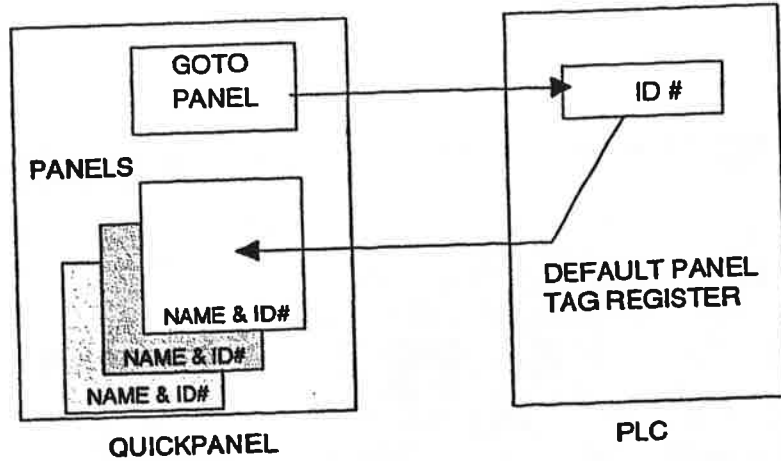 GOTO
PANEL
ID #
PANELS
NAME & ID#
NAME & ID#
NAME & ID#
DEFAULT PANEL
TAG REGISTER
QUICKPANEL
PLC